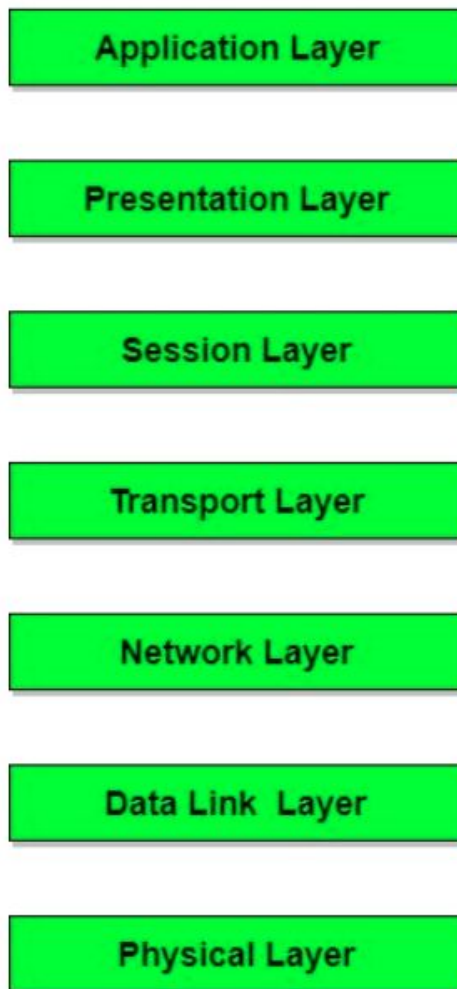 Application Layer
Presentation Layer
Session Layer
Transport Layer
Network Layer
Data Link  Layer
Physical Layer